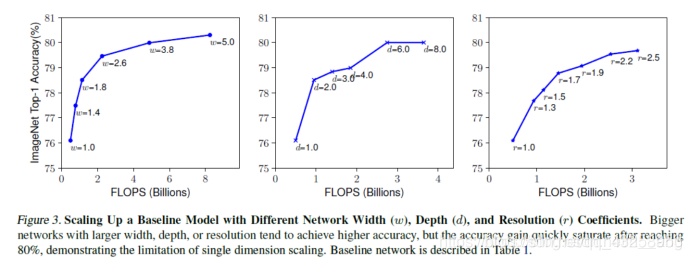 ImageNet Top-1 Accuracy(%)
81
80
79
78
77
76
75
0
2
4
6
8
FLOPS (Billions)
w=1.0
w=1.4
w=1.8
w=2.6
w=3.8
w=5.0
81
80
79
78
77
76
75
0
1
2
3
4
FLOPS (Billions)
d=1.0
d=2.0
d=3.0
d=4.0
d=6.0
d=8.0
81
80
79
78
77
76
75
0
1
2
3
FLOPS (Billions)
r=1.0
r=1.3
r=1.5
r=1.7
r=1.9
r=2.2
r=2.5
Figure 3. Scaling Up a Baseline Model with Different Network Width (w), Depth (d), and Resolution (r) Coefficients. Bigger
networks with larger width, depth, or resolution tend to achieve higher accuracy, but the accuracy gain quickly saturate after reaching
80%, demonstrating the limitation of single dimension scaling. Baseline network is described in Table 1.